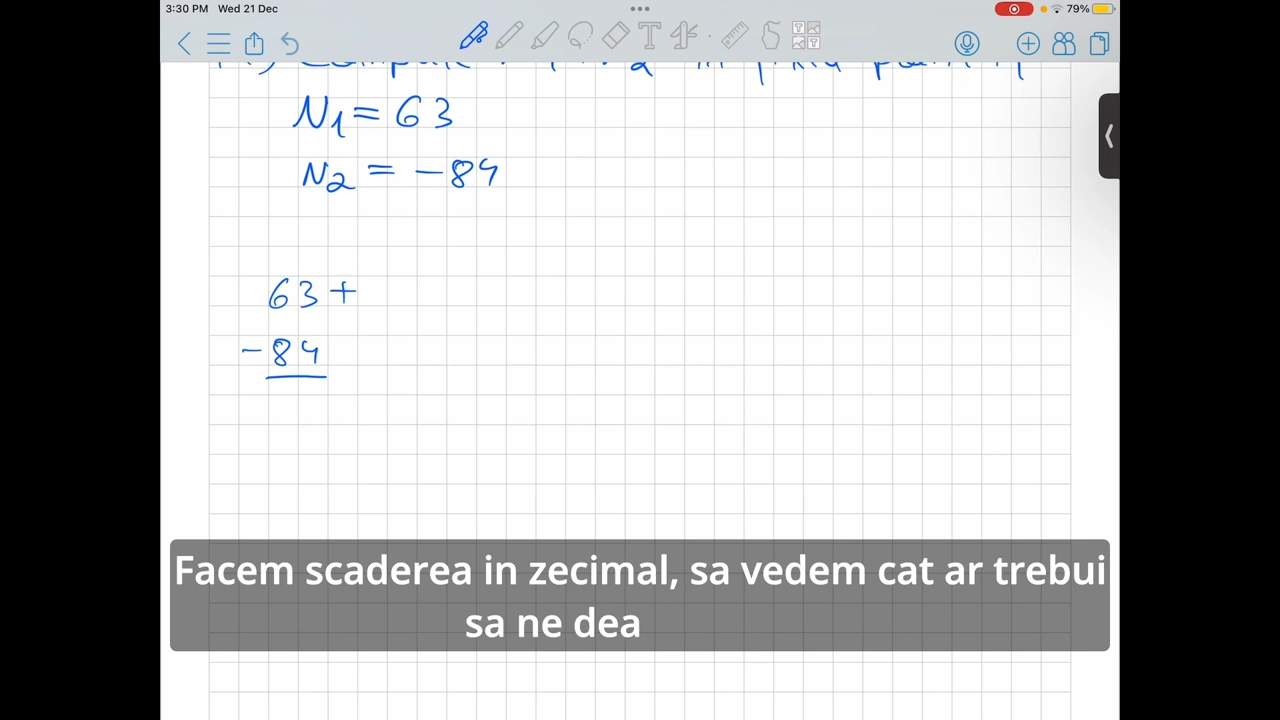 3:30 PM Wed 21 Dec
79%
N1 = 63
N2 = -84
63 +
-84
Facem scaderea in zecimal, sa vedem cat ar trebui
sa ne dea